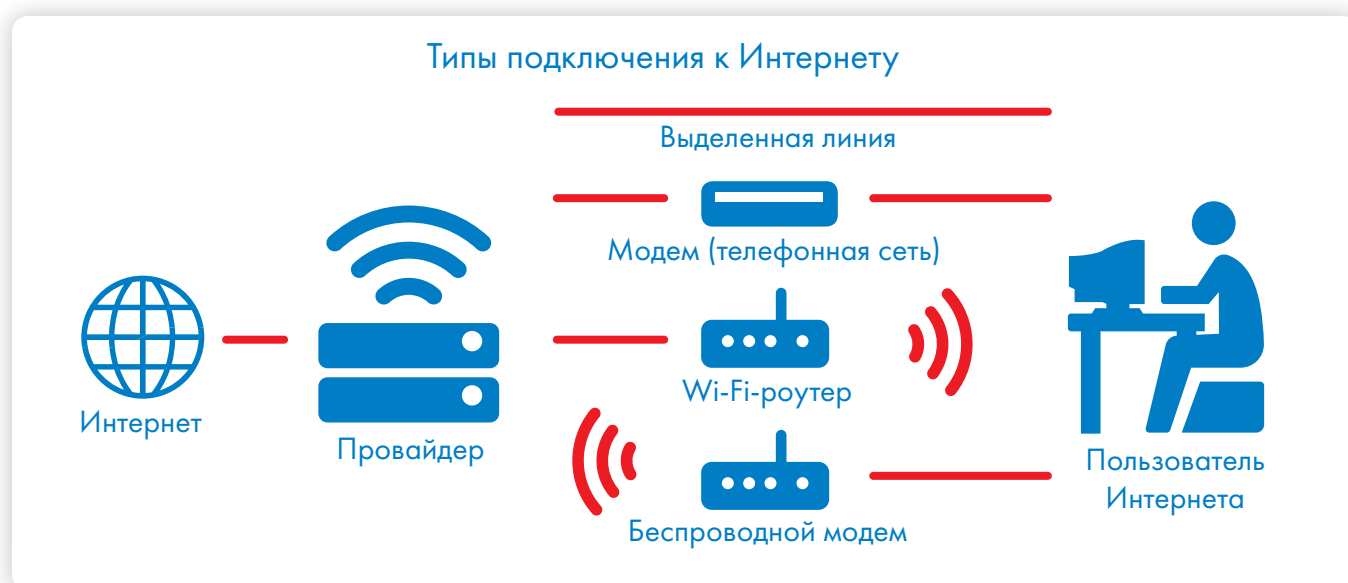 Типы подключения к Интернету
Выделенная линия
Модем (телефонная сеть)
Wi-Fi-роутер
Интернет
Провайдер
Беспроводной модем
Пользователь
Интернета